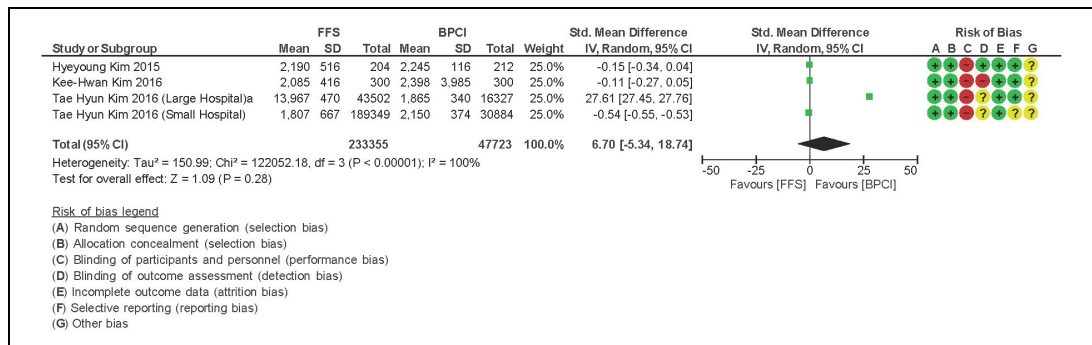 FFS BPCI Std. Mean Difference Std. Mean Difference Risk of Bias
Study or Subgroup Mean SD Total Mean SD Total Weight IV, Random, 95% CI IV, Random, 95% CI A B C D E F G
Hyeyoung Kim 2015 2,190 516 204 2,245 116 212 25.0% -0.15 [-0.34, 0.04] + + - + + + ?
Kee-Hwan Kim 2016 2,085 416 300 2,398 3,985 300 25.0% -0.11 [-0.27, 0.05] + + - - + + ?
Tae Hyun Kim 2016 (Large Hospital)a 13,967 470 43502 1,865 340 16327 25.0% 27.61 [27.45, 27.76] + + - ? + + ?
Tae Hyun Kim 2016 (Small Hospital) 1,807 667 189349 2,150 374 30884 25.0% -0.54 [-0.55, -0.53] + + - ? + ? ?
Total (95% CI) 233355 47723 100.0% 6.70 [-5.34, 18.74]
Heterogeneity: Tau² = 150.99; Chi² = 122052.18, df = 3 (P < 0.00001); I² = 100%
Test for overall effect: Z = 1.09 (P = 0.28)
-50 -25 0 25 50
Favours [FFS] Favours [BPCI]
Risk of bias legend
(A) Random sequence generation (selection bias)
(B) Allocation concealment (selection bias)
(C) Blinding of participants and personnel (performance bias)
(D) Blinding of outcome assessment (detection bias)
(E) Incomplete outcome data (attrition bias)
(F) Selective reporting (reporting bias)
(G) Other bias